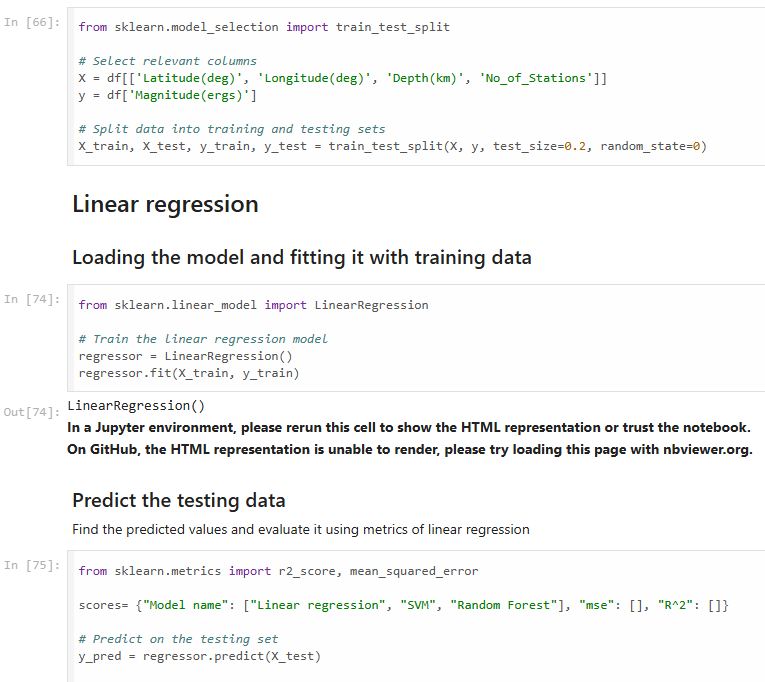 In [66]:
from sklearn.model_selection import train_test_split
# Select relevant columns
X = df[['Latitude(deg)', 'Longitude(deg)', 'Depth(km)', 'No_of_Stations']]
y = df['Magnitude(ergs)']
# Split data into training and testing sets
X_train, X_test, y_train, y_test = train_test_split(X, y, test_size=0.2, random_state=0)
Linear regression
Loading the model and fitting it with training data
In [74]:
from sklearn.linear_model import LinearRegression
# Train the linear regression model
regressor = LinearRegression()
regressor.fit(X_train, y_train)
Out[74]:
LinearRegression()
In a Jupyter environment, please rerun this cell to show the HTML representation or trust the notebook.
On GitHub, the HTML representation is unable to render, please try loading this page with nbviewer.org.
Predict the testing data
Find the predicted values and evaluate it using metrics of linear regression
In [75]:
from sklearn.metrics import r2_score, mean_squared_error
scores= {"Model name": ["Linear regression", "SVM", "Random Forest"], "mse": [], "R^2": []}
# Predict on the testing set
y_pred = regressor.predict(X_test)